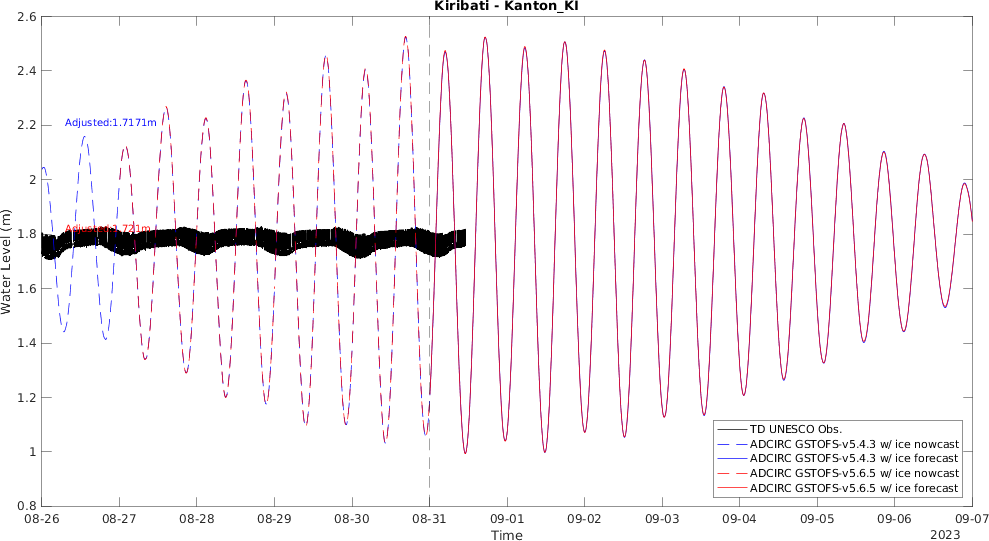 Kiribati - Kanton_KI
2.6
2.4
2.2
2
1.8
1.6
1.4
1.2
1
0.8
Water Level (m)
Adjusted:1.7171m
Adjusted:1.721m
TD UNESCO Obs.
ADCIRC GSTOFS-v5.4.3 w/ ice nowcast
ADCIRC GSTOFS-v5.4.3 w/ ice forecast
ADCIRC GSTOFS-v5.6.5 w/ ice nowcast
ADCIRC GSTOFS-v5.6.5 w/ ice forecast
08-26 08-27 08-28 08-29 08-30 08-31 09-01 09-02 09-03 09-04 09-05 09-06 09-07
Time
2023